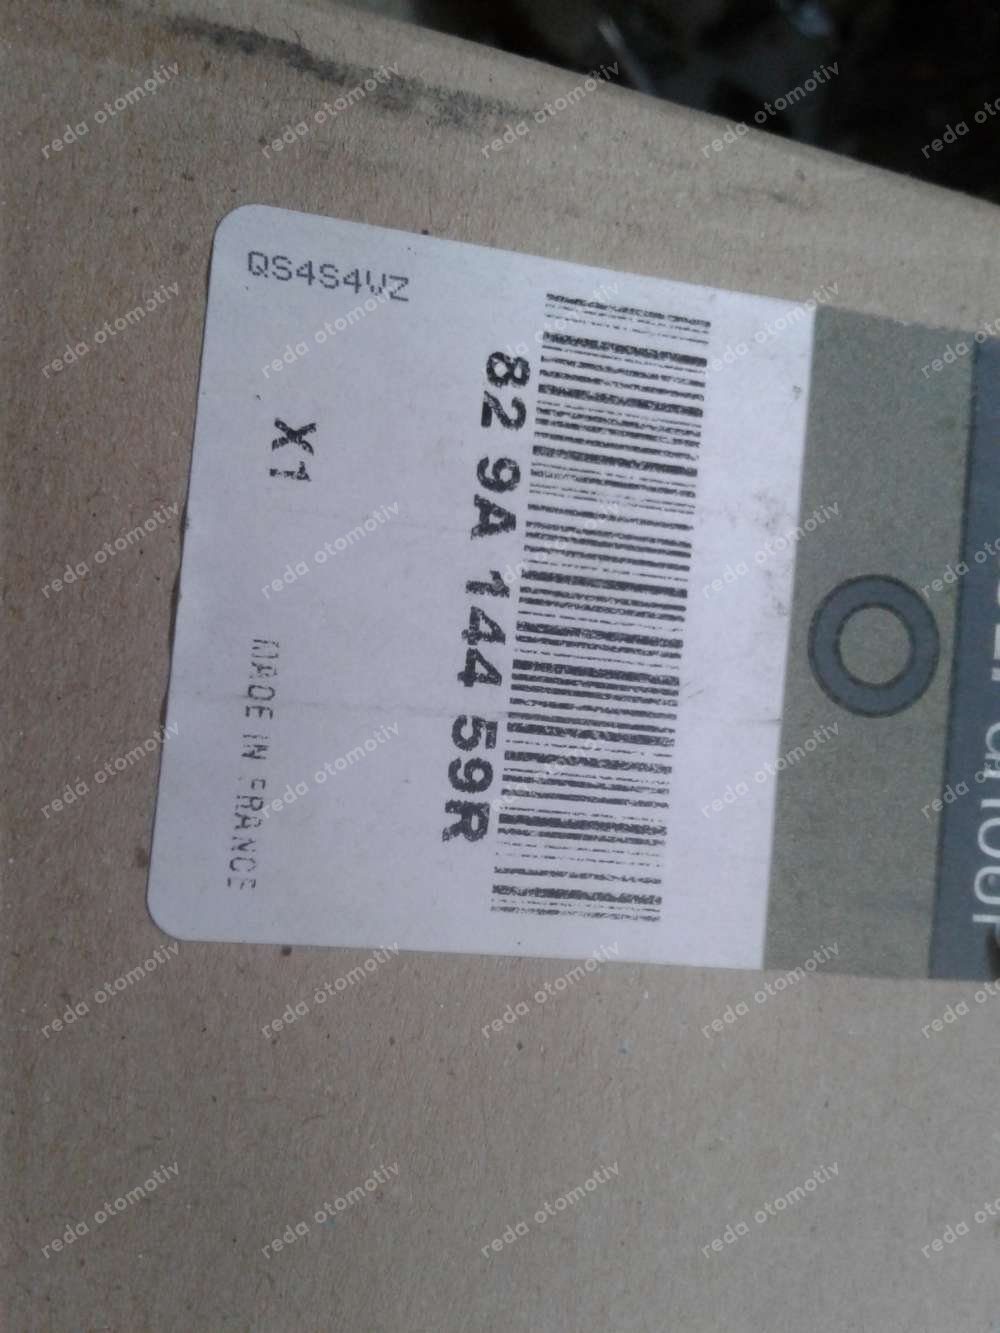 QS4S4VZ
82 9A 144 59R
X1
MADE IN FRANCE
reda otomotiv